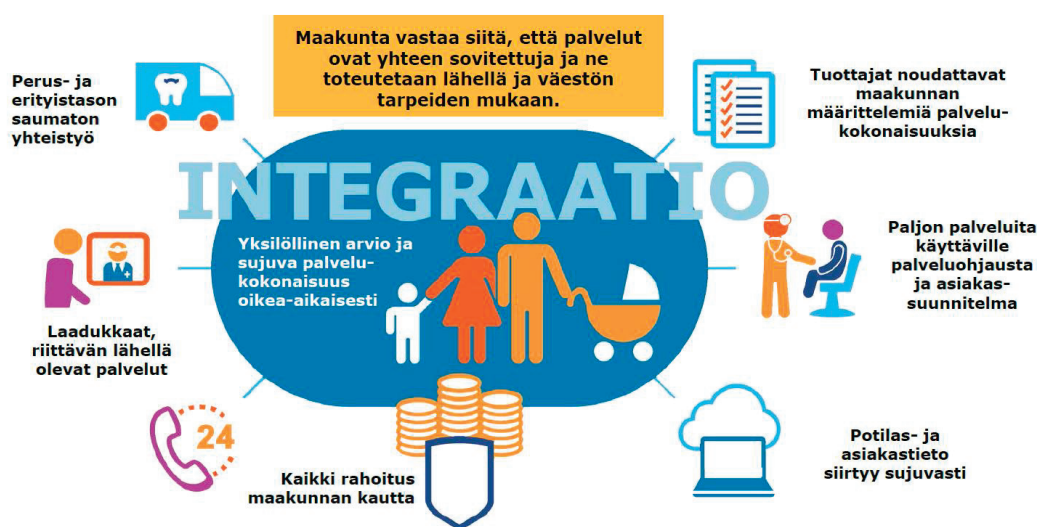 Maakunta vastaa siitä, että palvelut
ovat yhteen sovitettuja ja ne
toteutetaan lähellä ja väestön
tarpeiden mukaan.
Perus- ja
erityistason
saumaton
yhteistyö
Tuottajat noudattavat
maakunnan
määrittelemiä palvelu-
kokonaisuuksia
INTEGRAATIO
Yksilöllinen arvio ja
sujuva palvelu-
kokonaisuus
oikea-aikaisesti
Paljon palveluita
käyttäville
palveluohjausta
ja asiakas-
suunnitelma
Laadukkaat,
riittävän lähellä
olevat palvelut
24
Kaikki rahoitus
maakunnan kautta
Potilas- ja
asiakastieto
siirtyy sujuvasti